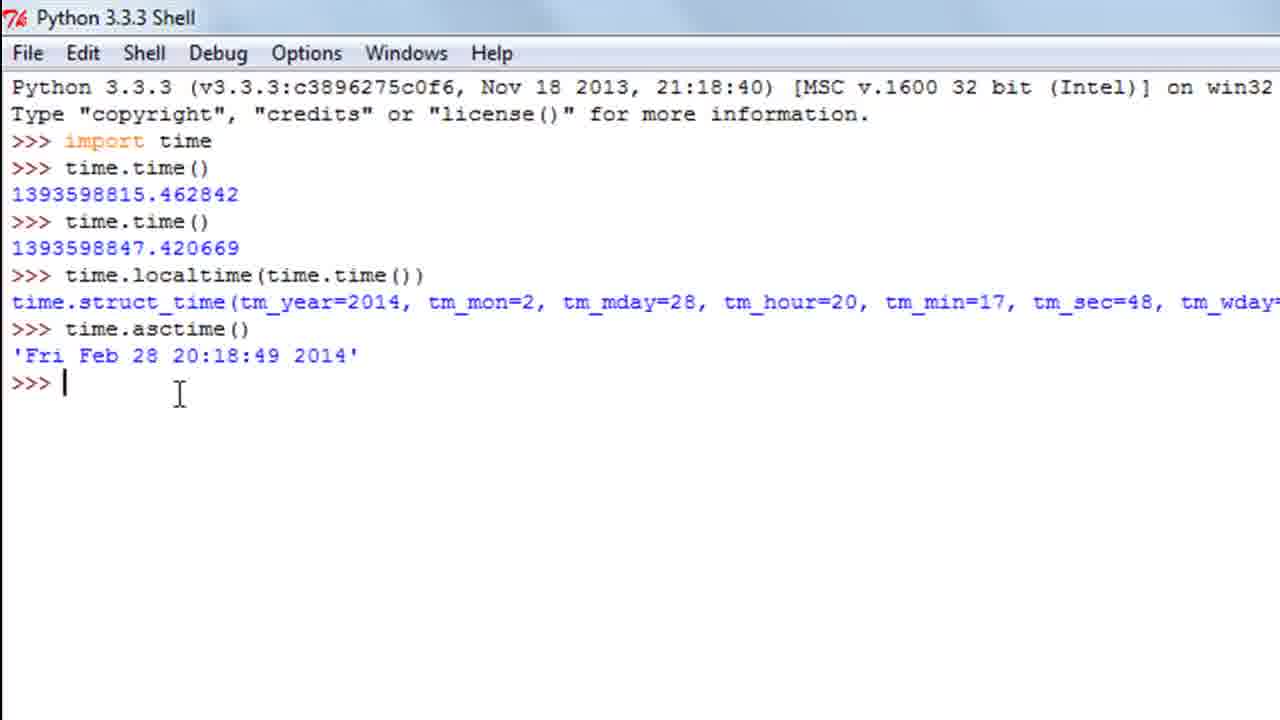 Python 3.3.3 Shell
File Edit Shell Debug Options Windows Help
Python 3.3.3 (v3.3.3:c3896275c0f6, Nov 18 2013, 21:18:40) [MSC v.1600 32 bit (Intel)] on win32
Type "copyright", "credits" or "license()" for more information.
>>> import time
>>> time.time()
1393598815.462842
>>> time.time()
1393598847.420669
>>> time.localtime(time.time())
time.struct_time(tm_year=2014, tm_mon=2, tm_mday=28, tm_hour=20, tm_min=17, tm_sec=48, tm_wday=
>>> time.asctime()
'Fri Feb 28 20:18:49 2014'
>>>